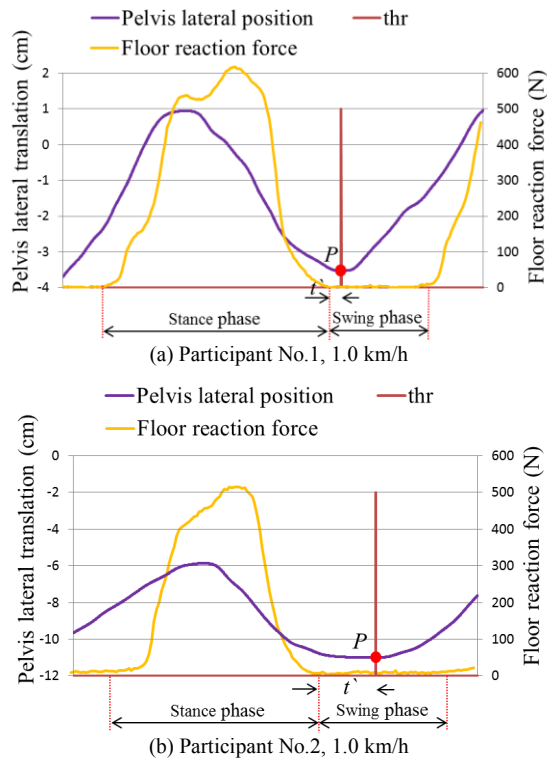 Pelvis lateral position
thr
Floor reaction force
Pelvis lateral translation (cm)
2
1
0
-1
-2
-3
-4
600
500
400
300
200
100
0
Floor reaction force (N)
P
t`
Stance phase
Swing phase
(a) Participant No.1, 1.0 km/h
Pelvis lateral position
thr
Floor reaction force
Pelvis lateral translation (cm)
0
-2
-4
-6
-8
-10
-12
600
500
400
300
200
100
0
Floor reaction force (N)
P
t`
Stance phase
Swing phase
(b) Participant No.2, 1.0 km/h